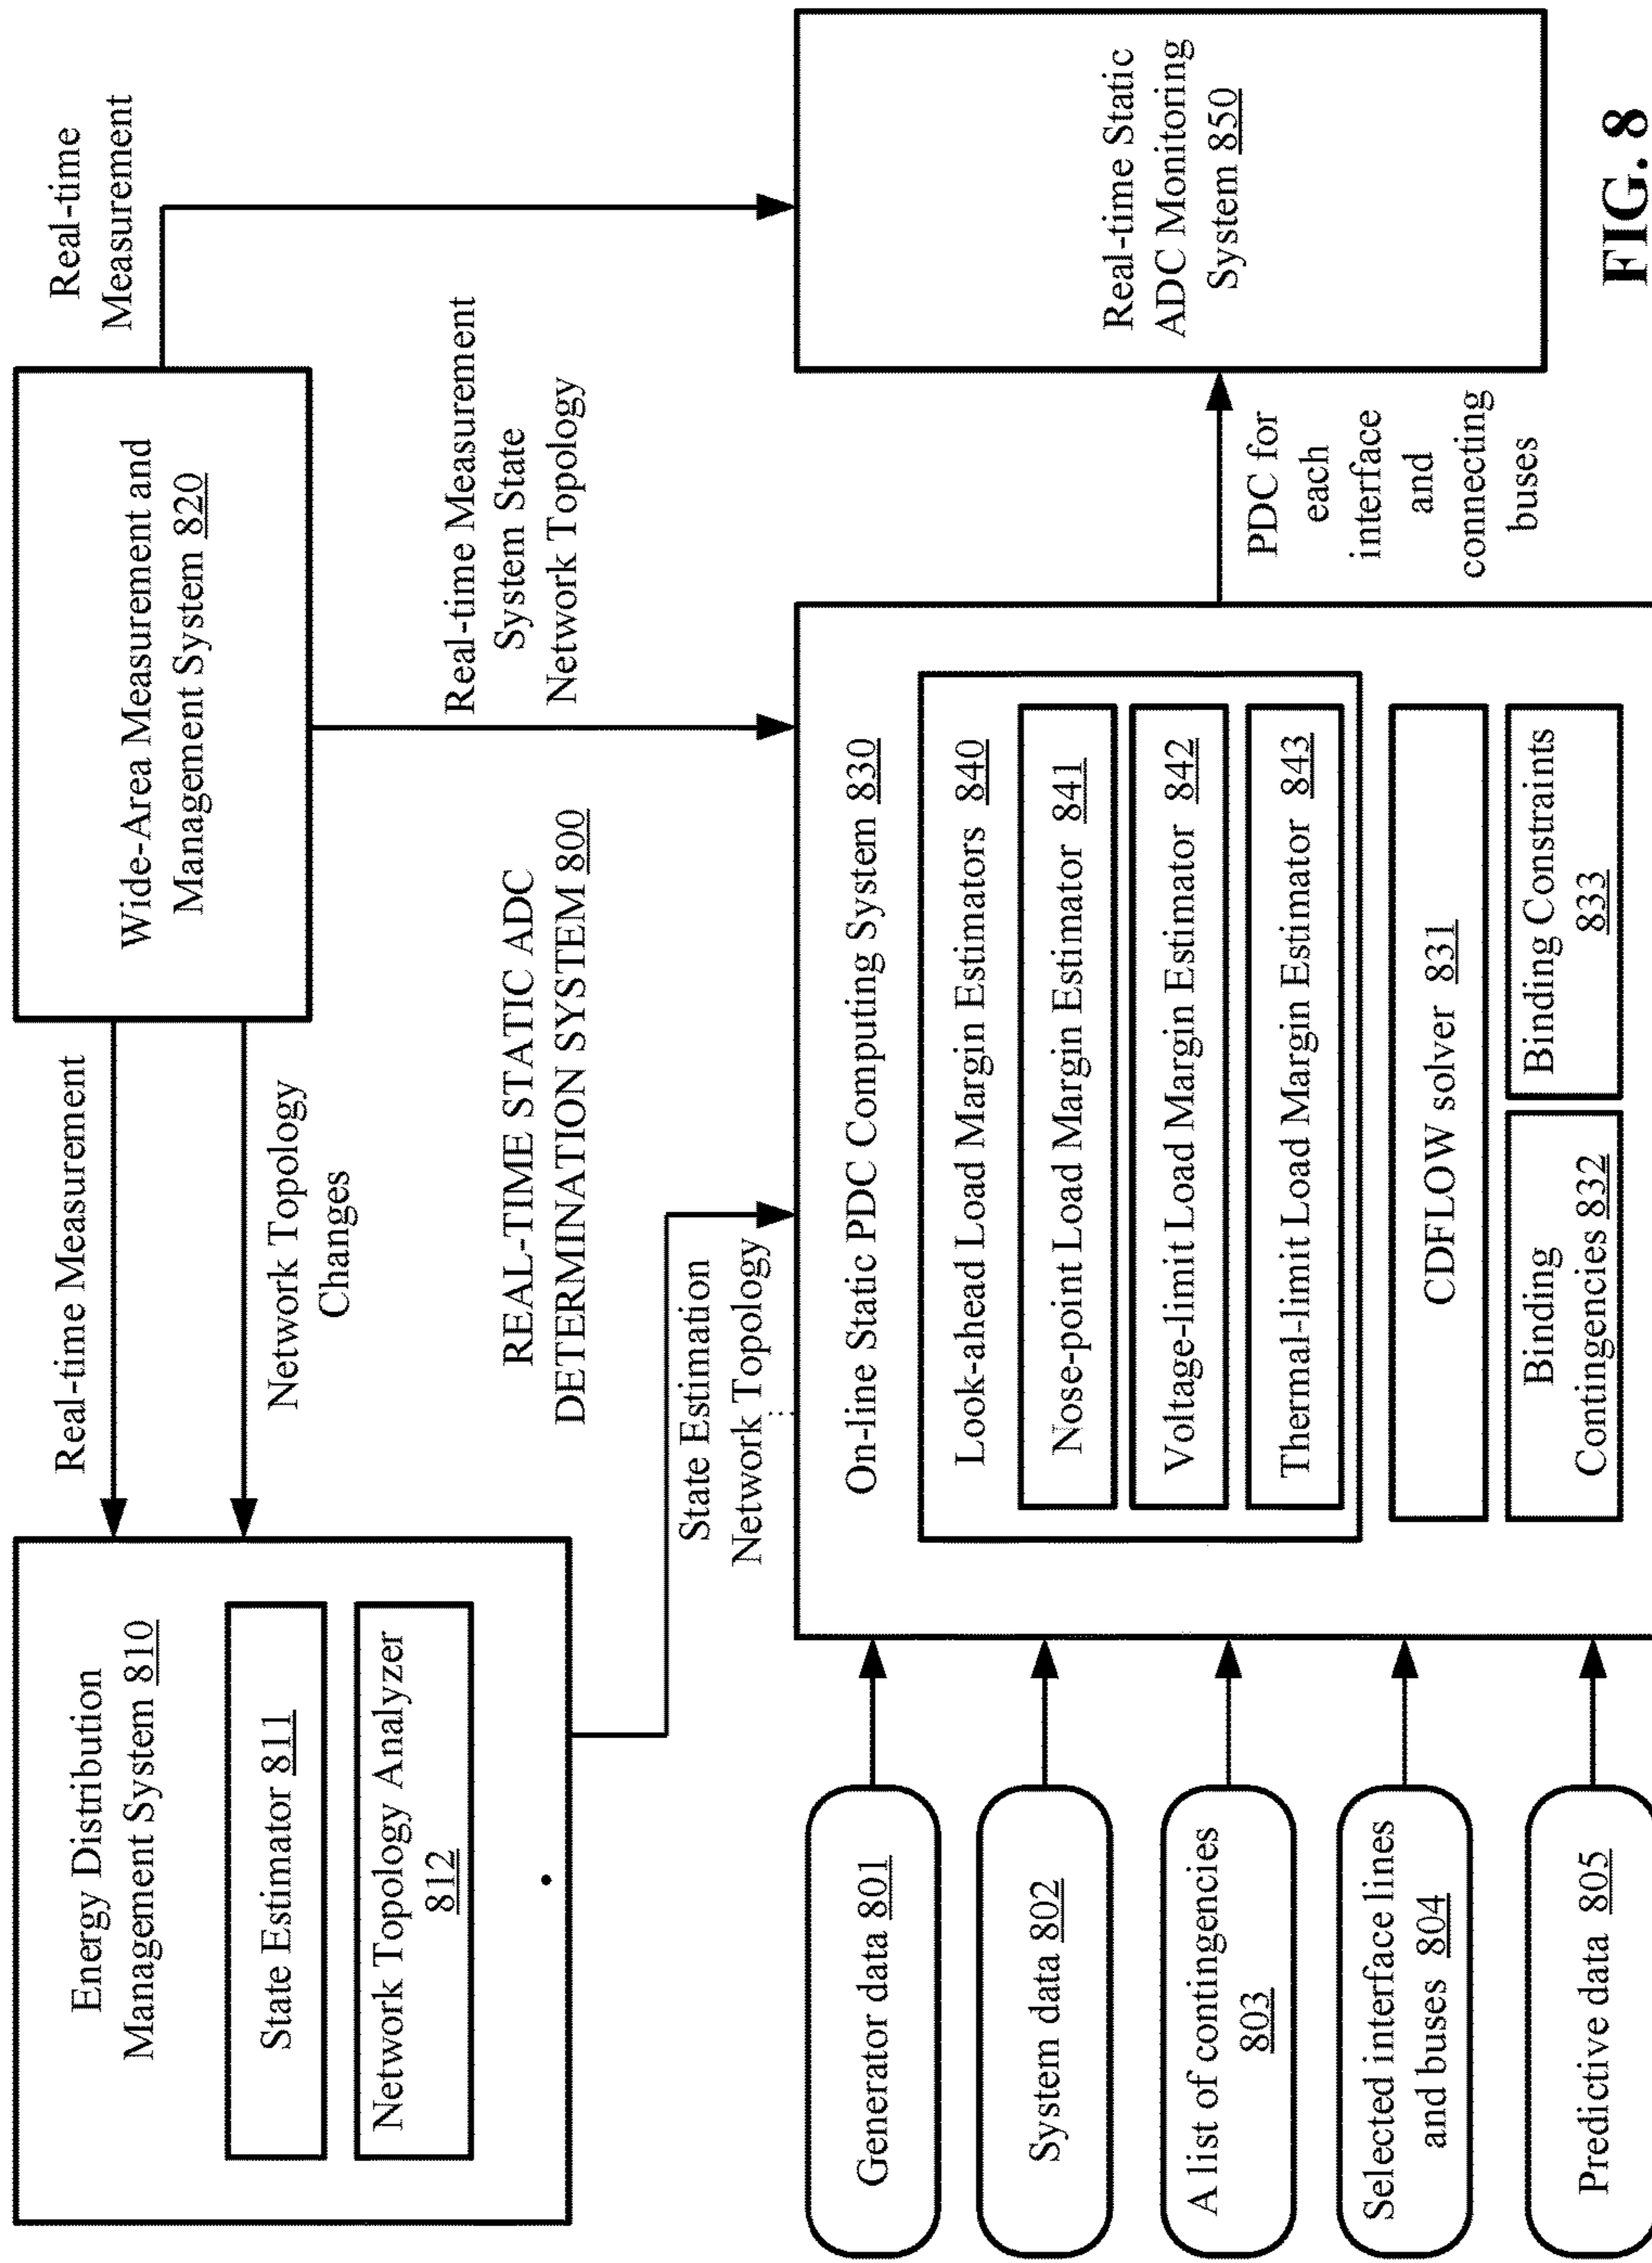 Energy Distribution
Management System 810
State Estimator 811
Network Topology Analyzer
812
Real-time Measurement
Network Topology
Changes
Wide-Area Measurement and
Management System 820
Real-time
Measurement
REAL-TIME STATIC ADC
DETERMINATION SYSTEM 800
Real-time Measurement
System State
Network Topology
State Estimation
Network Topology
Generator data 801
System data 802
A list of contingencies
803
Selected interface lines
and buses 804
Predictive data 805
On-line Static PDC Computing System 830
Look-ahead Load Margin Estimators 840
Nose-point Load Margin Estimator 841
Voltage-limit Load Margin Estimator 842
Thermal-limit Load Margin Estimator 843
CDFLOW solver 831
Binding
Contingencies 832
Binding Constraints
833
PDC for
each
interface
and
connecting
buses
Real-time Static
ADC Monitoring
System 850
FIG. 8